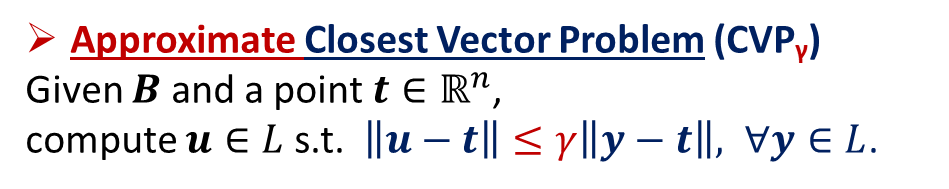 ➢ Approximate Closest Vector Problem (CVPᵧ)
Given B and a point t ∈ ℝⁿ,
compute u ∈ L s.t. ‖u − t‖ ≤ γ‖y − t‖, ∀y ∈ L.